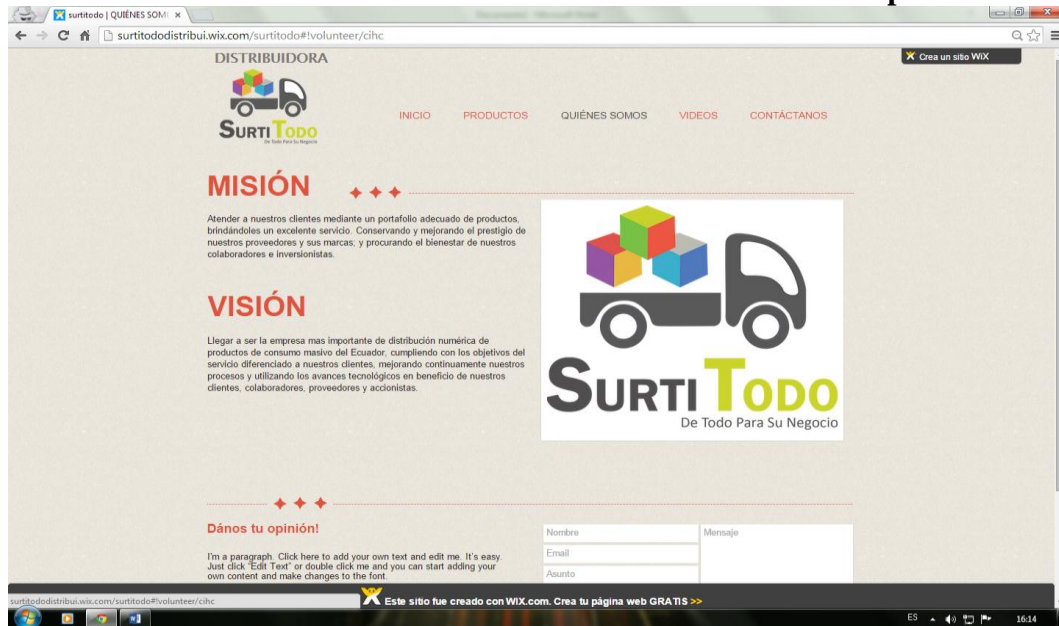 surtitodo | QUIÉNES SOM
surtitododistribui.wix.com/surtitodo#!volunteer/cihc
Crea un sitio WiX
DISTRIBUIDORA
SURTI TODO
De Todo Para Su Negocio
INICIO PRODUCTOS QUIÉNES SOMOS VIDEOS CONTÁCTANOS
MISIÓN
Atender a nuestros clientes mediante un portafolio adecuado de productos,
brindándoles un excelente servicio. Conservando y mejorando el prestigio de
nuestros proveedores y sus marcas; y procurando el bienestar de nuestros
colaboradores e inversionistas.
VISIÓN
Llegar a ser la empresa mas importante de distribución numérica de
productos de consumo masivo del Ecuador, cumpliendo con los objetivos del
servicio diferenciado a nuestros clientes, mejorando continuamente nuestros
procesos y utilizando los avances tecnológicos en beneficio de nuestros
clientes, colaboradores, proveedores y accionistas.
SURTI TODO
De Todo Para Su Negocio
Dános tu opinión!
I'm a paragraph. Click here to add your own text and edit me. It's easy.
Just click "Edit Text" or double click me and you can start adding your
own content and make changes to the font.
Nombre
Email
Asunto
Mensaje
surtitododistribui.wix.com/surtitodo#!volunteer/cihc
Este sitio fue creado con WIX.com. Crea tu página web GRATIS >>
ES 16:14